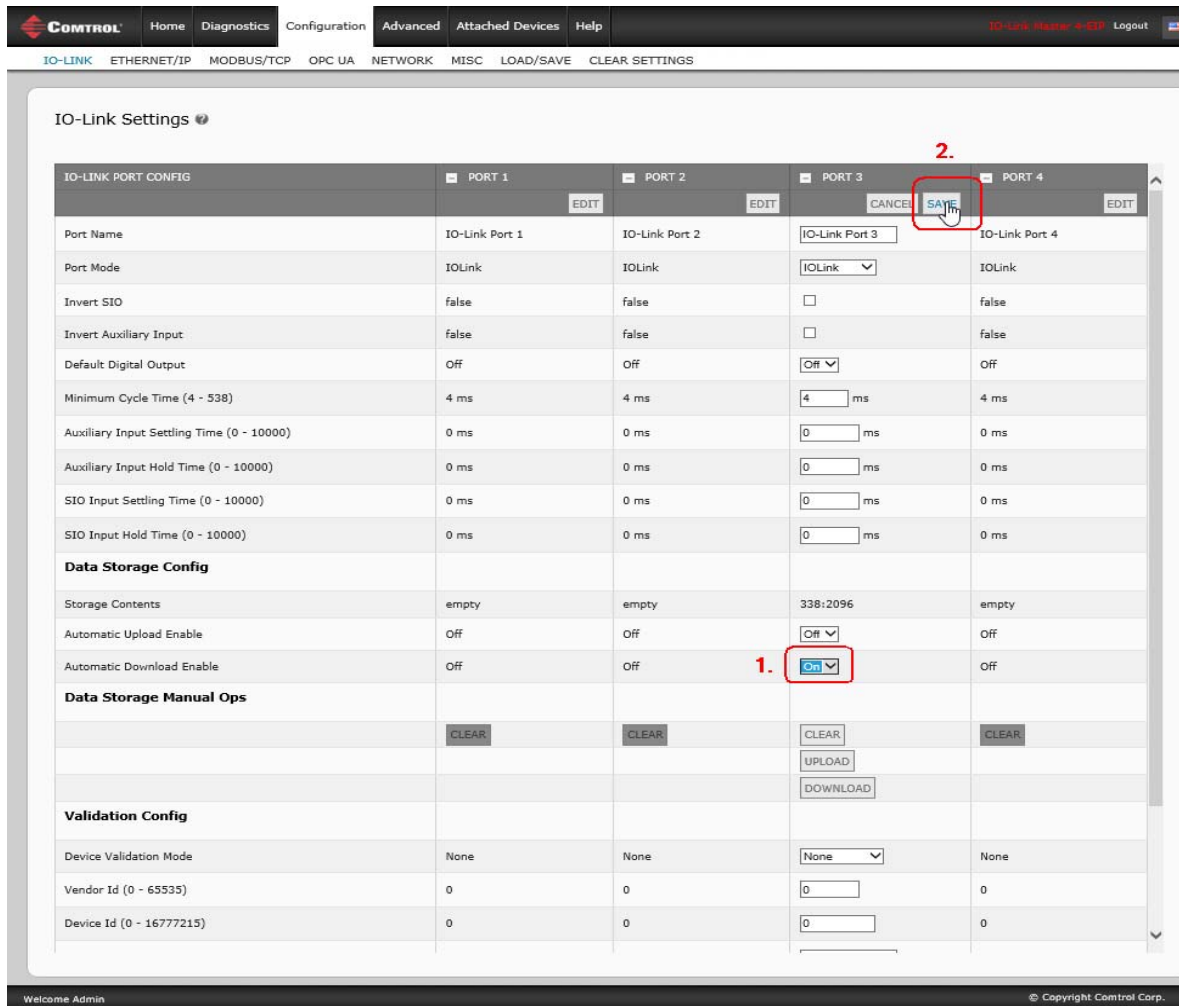 COMTROL Home Diagnostics Configuration Advanced Attached Devices Help IO-Link Master 4-EIP Logout
IO-LINK ETHERNET/IP MODBUS/TCP OPC UA NETWORK MISC LOAD/SAVE CLEAR SETTINGS
IO-Link Settings ?
2.
IO-LINK PORT CONFIG PORT 1 PORT 2 PORT 3 PORT 4
EDIT EDIT CANCEL SAVE EDIT
Port Name IO-Link Port 1 IO-Link Port 2 IO-Link Port 3 IO-Link Port 4
Port Mode IOLink IOLink IOLink IOLink
Invert SIO false false false
Invert Auxiliary Input false false false
Default Digital Output Off Off Off Off
Minimum Cycle Time (4 - 538) 4 ms 4 ms 4 ms 4 ms
Auxiliary Input Settling Time (0 - 10000) 0 ms 0 ms 0 ms 0 ms
Auxiliary Input Hold Time (0 - 10000) 0 ms 0 ms 0 ms 0 ms
SIO Input Settling Time (0 - 10000) 0 ms 0 ms 0 ms 0 ms
SIO Input Hold Time (0 - 10000) 0 ms 0 ms 0 ms 0 ms
Data Storage Config
Storage Contents empty empty 338:2096 empty
Automatic Upload Enable Off Off Off Off
Automatic Download Enable Off Off 1. On Off
Data Storage Manual Ops
CLEAR CLEAR CLEAR CLEAR
UPLOAD
DOWNLOAD
Validation Config
Device Validation Mode None None None None
Vendor Id (0 - 65535) 0 0 0 0
Device Id (0 - 16777215) 0 0 0 0
Welcome Admin © Copyright Comtrol Corp.